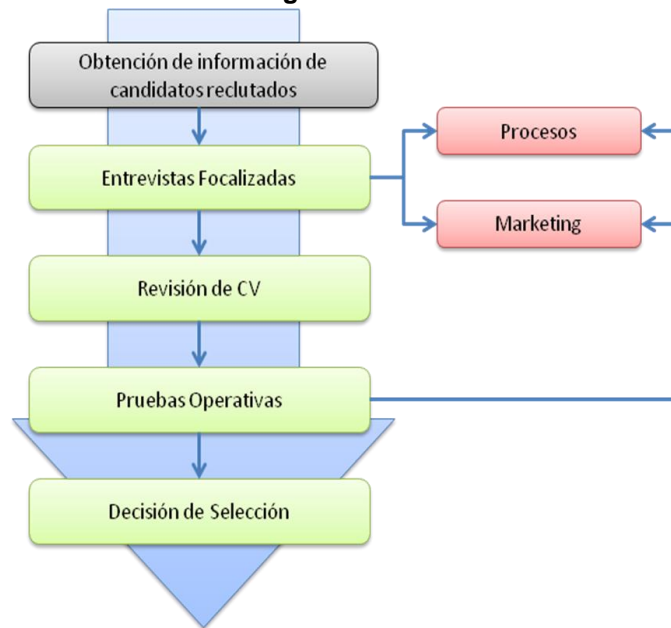 Obtención de información de
candidatos reclutados
Procesos
Entrevistas Focalizadas
Marketing
Revisión de CV
Pruebas Operativas
Decisión de Selección